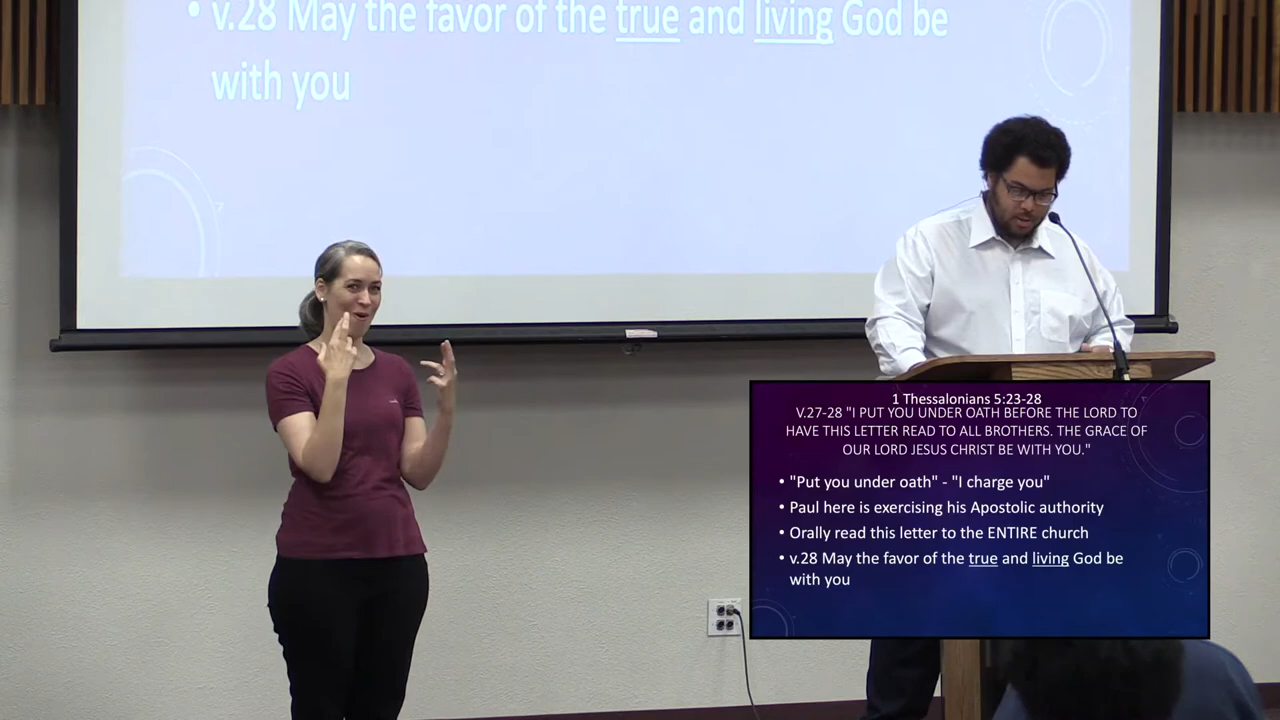 • v.28 May the favor of the true and living God be
with you
1 Thessalonians 5:23-28
V.27-28 "I PUT YOU UNDER OATH BEFORE THE LORD TO
HAVE THIS LETTER READ TO ALL BROTHERS. THE GRACE OF
OUR LORD JESUS CHRIST BE WITH YOU."
• "Put you under oath" - "I charge you"
• Paul here is exercising his Apostolic authority
• Orally read this letter to the ENTIRE church
• v.28 May the favor of the true and living God be
with you